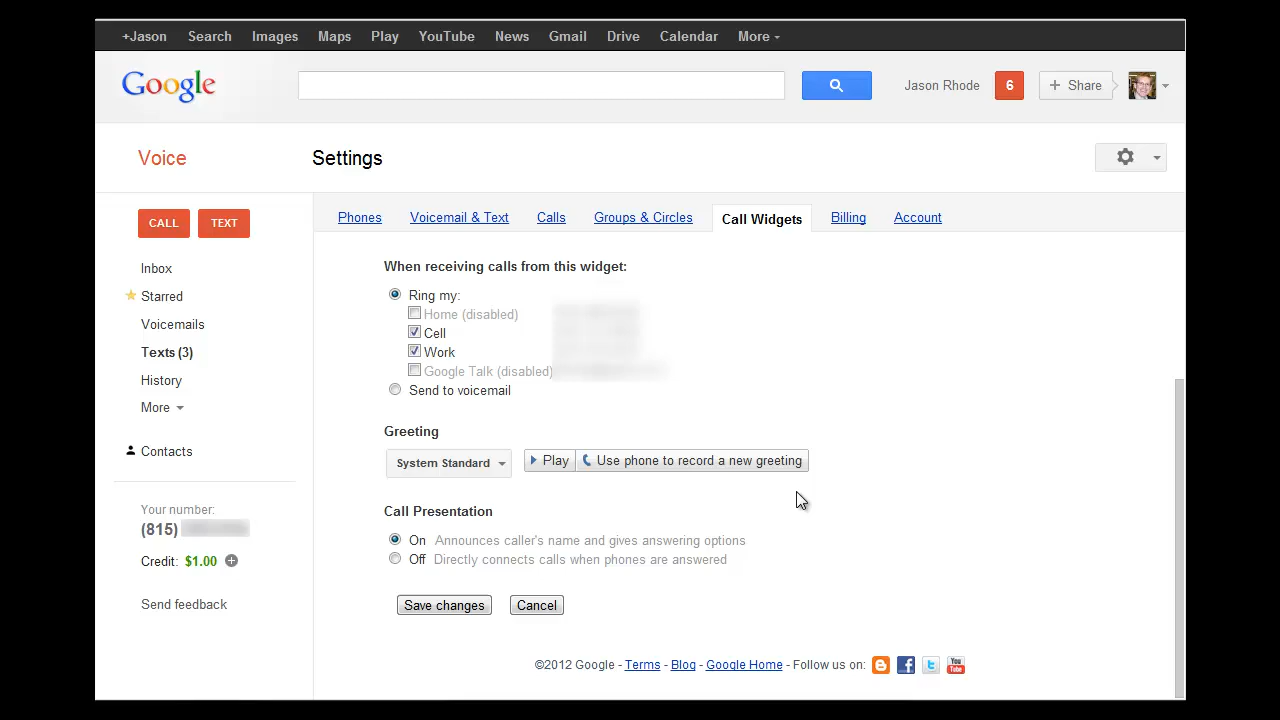 +Jason Search Images Maps Play YouTube News Gmail Drive Calendar More
Google Jason Rhode 6 + Share
Voice Settings
CALL TEXT Phones Voicemail & Text Calls Groups & Circles Call Widgets Billing Account
Inbox
Starred
Voicemails
Texts (3)
History
More
Contacts
Your number:
(815)
Credit: $1.00
Send feedback
When receiving calls from this widget:
Ring my:
Home (disabled)
Cell
Work
Google Talk (disabled)
Send to voicemail
Greeting
System Standard Play Use phone to record a new greeting
Call Presentation
On Announces caller's name and gives answering options
Off Directly connects calls when phones are answered
Save changes Cancel
©2012 Google - Terms - Blog - Google Home - Follow us on: You Tube